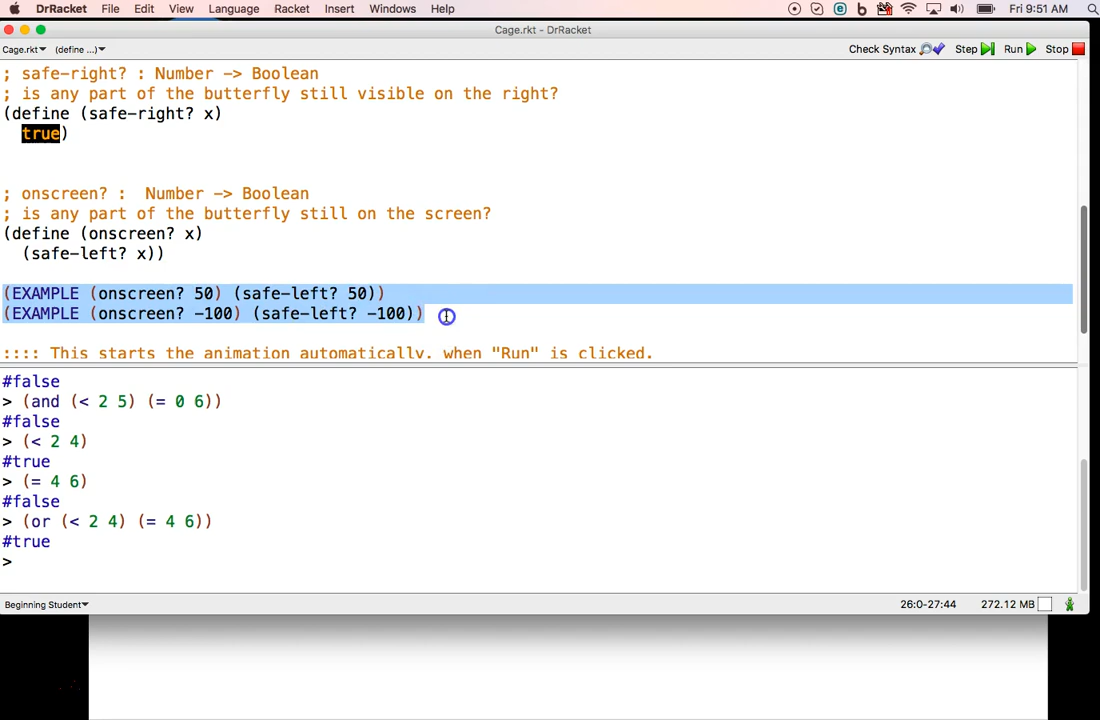 DrRacket File Edit View Language Racket Insert Windows Help Fri 9:51 AM
Cage.rkt - DrRacket
Cage.rkt (define ...) Check Syntax Step Run Stop
; safe-right? : Number -> Boolean
; is any part of the butterfly still visible on the right?
(define (safe-right? x)
true)
; onscreen? : Number -> Boolean
; is any part of the butterfly still on the screen?
(define (onscreen? x)
(safe-left? x))
(EXAMPLE (onscreen? 50) (safe-left? 50))
(EXAMPLE (onscreen? -100) (safe-left? -100))
;;;; This starts the animation automatically, when "Run" is clicked.
#false
> (and (< 2 5) (= 0 6))
#false
> (< 2 4)
#true
> (= 4 6)
#false
> (or (< 2 4) (= 4 6))
#true
>
Beginning Student 26:0-27:44 272.12 MB